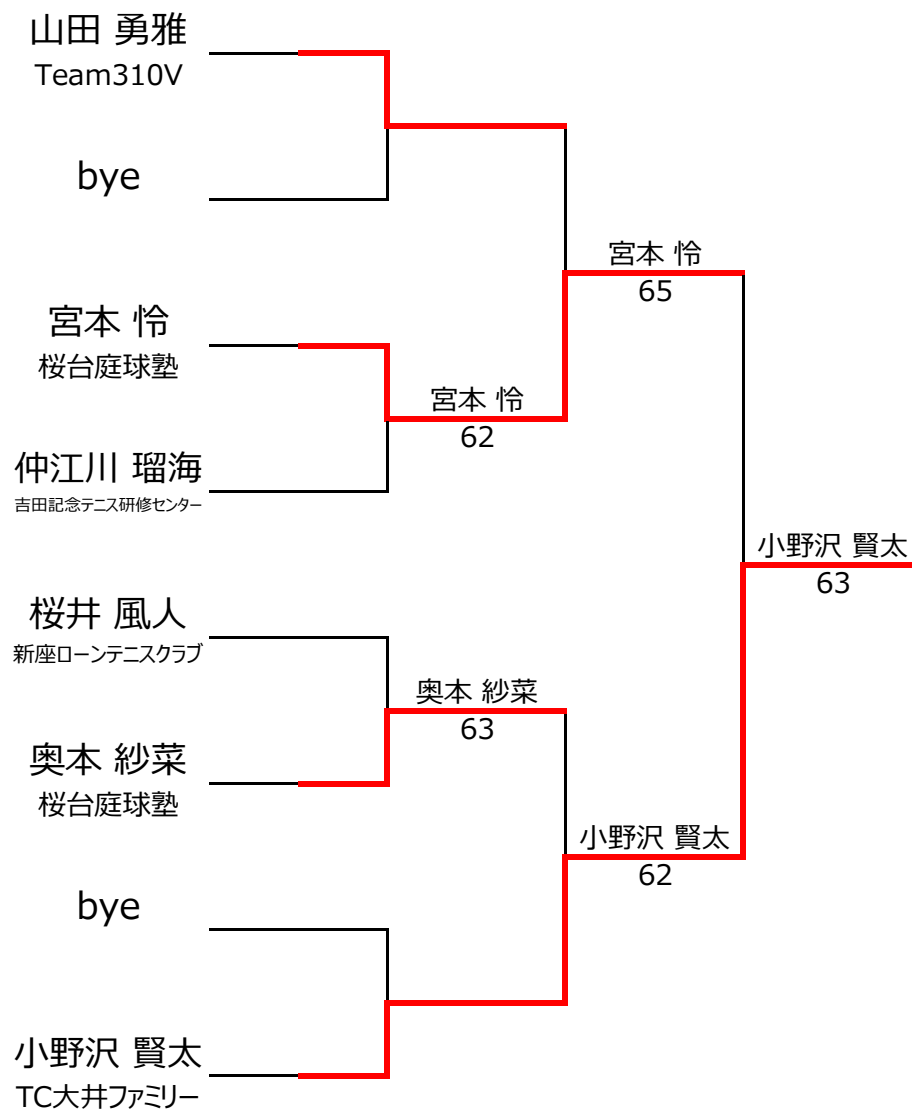 山田 勇雅
Team310V
bye
宮本 怜
桜台庭球塾
仲江川 瑠海
吉田記念テニス研修センター
桜井 風人
新座ローンテニスクラブ
奥本 紗菜
桜台庭球塾
bye
小野沢 賢太
TC大井ファミリー
宮本 怜
62
奥本 紗菜
63
宮本 怜
65
小野沢 賢太
62
小野沢 賢太
63